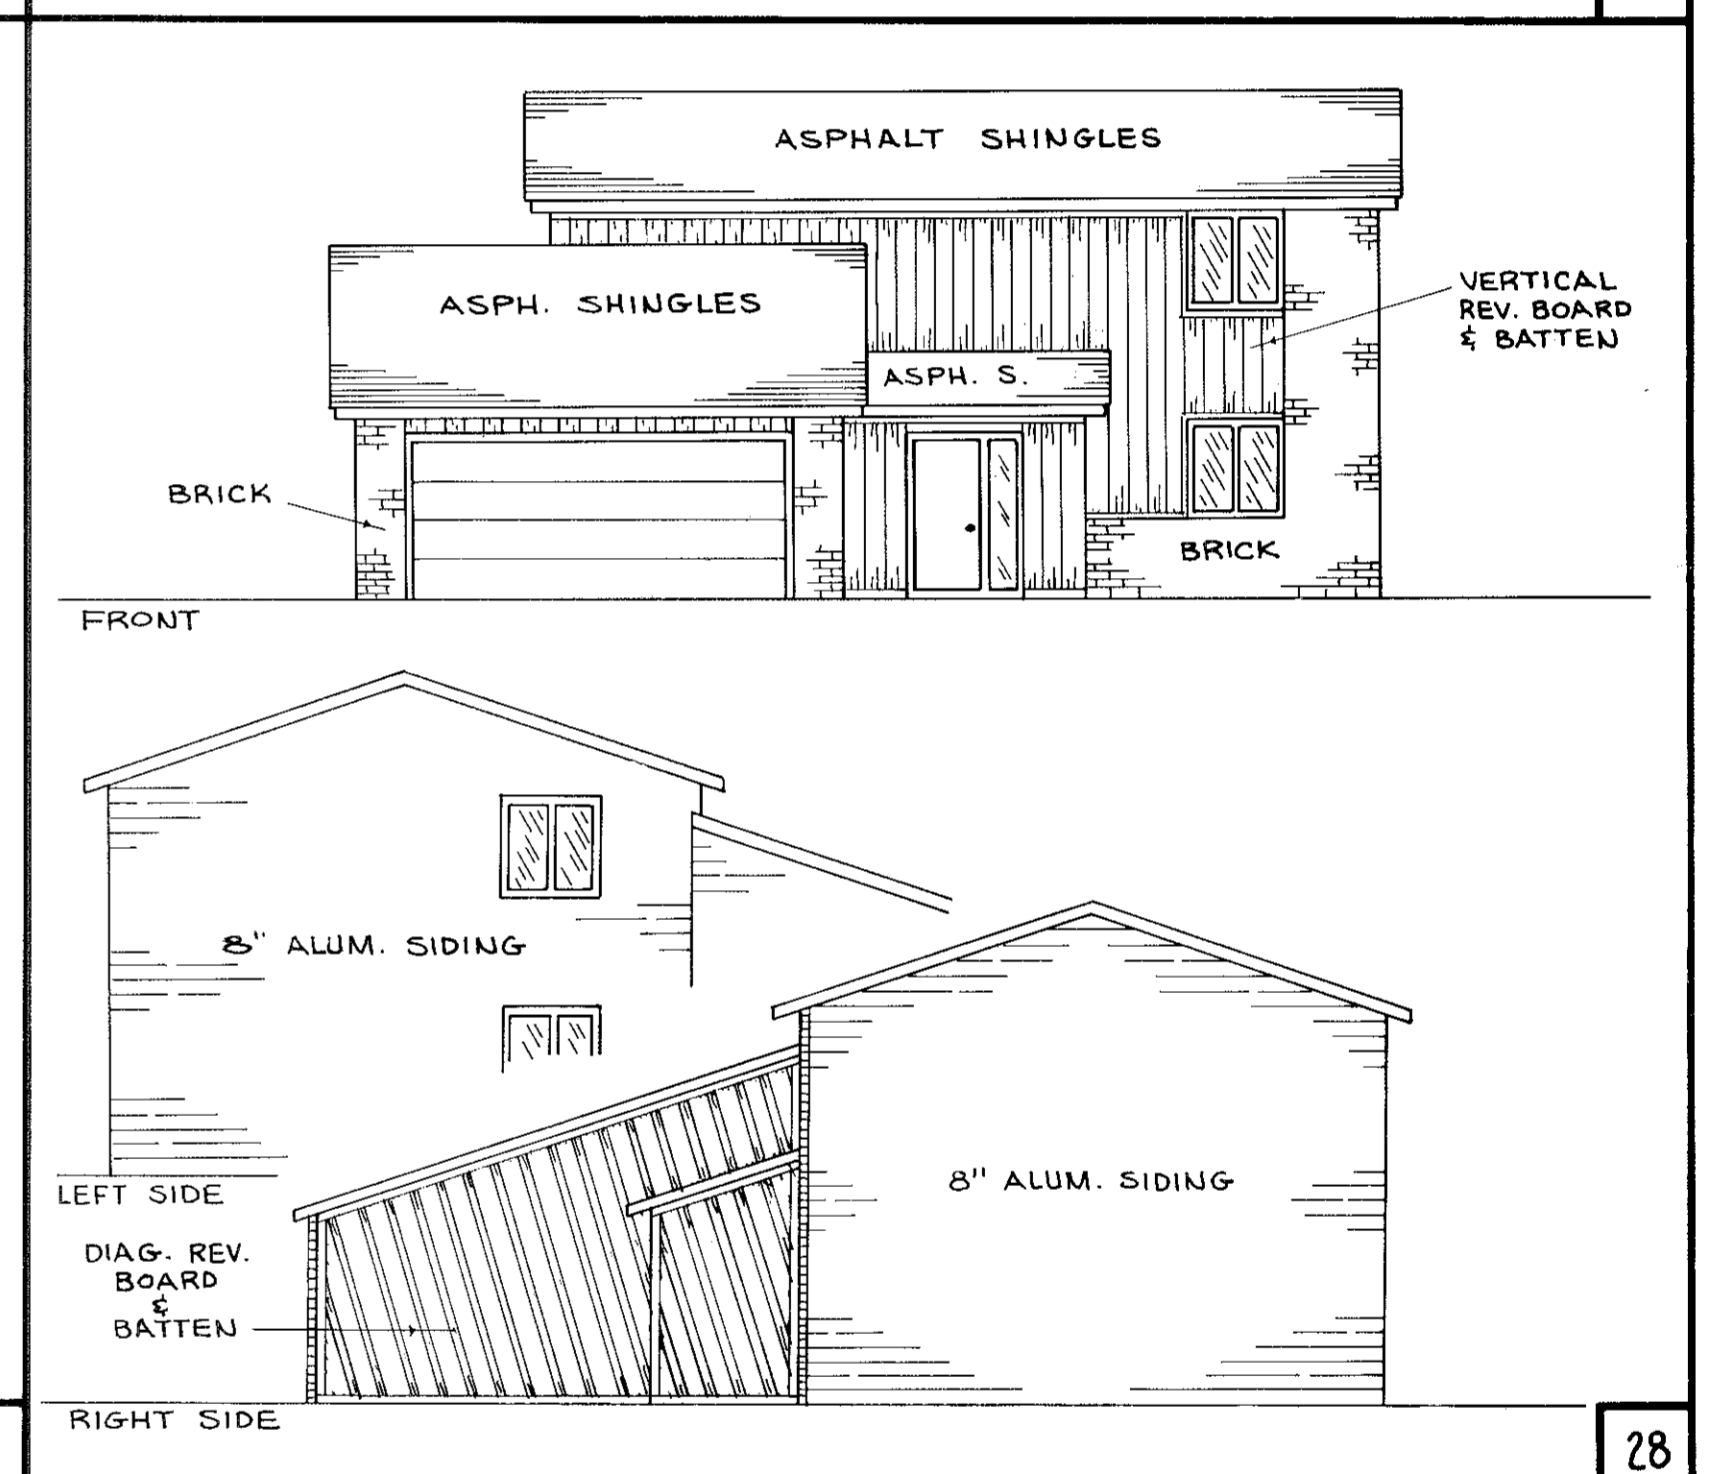 ASPHALT SHINGLES
ASPH. SHINGLES
VERTICAL
REV. BOARD
& BATTEN
ASPH. S.
BRICK
BRICK
FRONT
8" ALUM. SIDING
8" ALUM. SIDING
LEFT SIDE
DIAG. REV.
BOARD
&
BATTEN
RIGHT SIDE
28